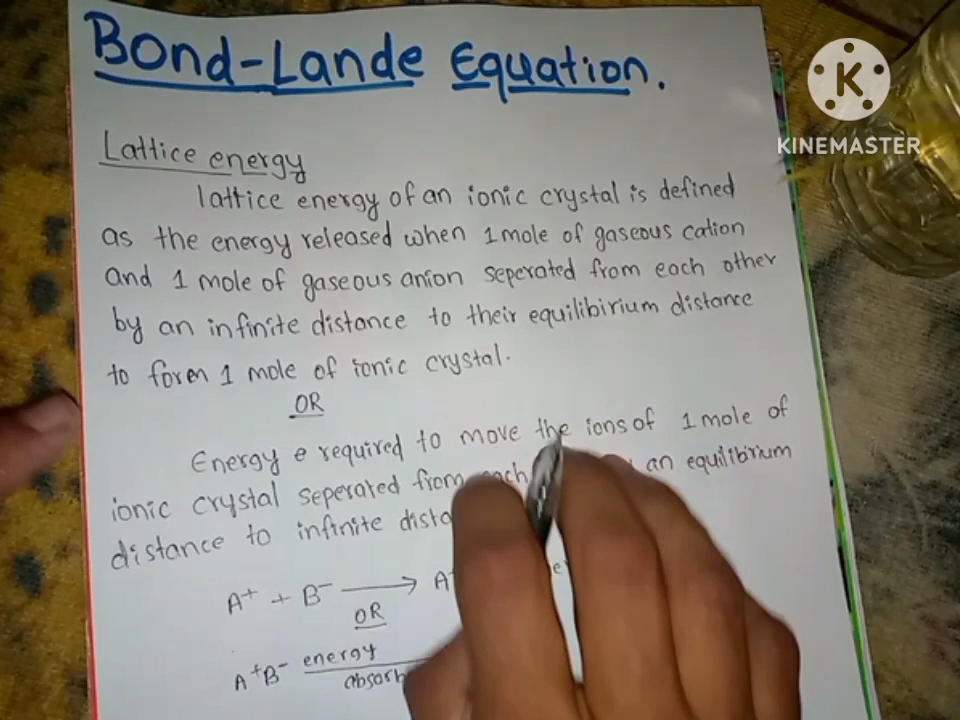 Bond-Lande Equation.
K
KINEMASTER
Lattice energy
lattice energy of an ionic crystal is defined
as the energy released when 1 mole of gaseous cation
and 1 mole of gaseous anion seperated from each other
by an infinite distance to their equilibirium distance
to form 1 mole of ionic crystal.
OR
Energy e required to move the ions of 1 mole of
ionic crystal seperated from each an equilibrium
distance to infinite
A⁺ + B⁻ ⟶
OR
A⁺B⁻ energy